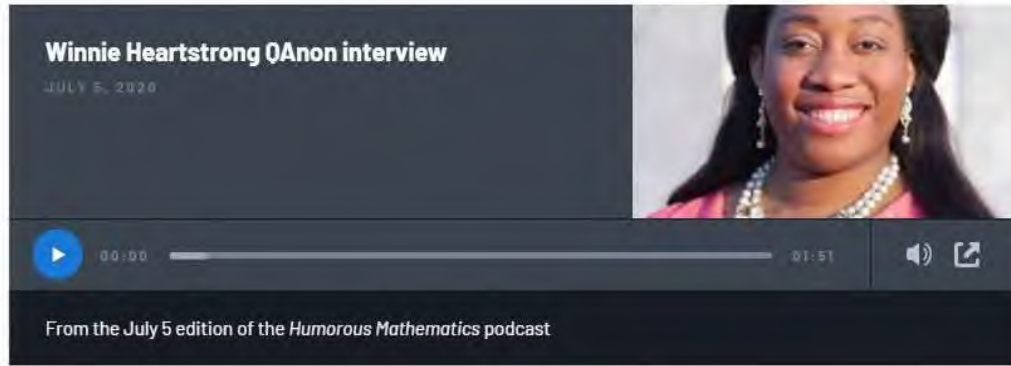 Winnie Heartstrong QAnon interview
JULY 5, 2020
00:00
01:51
From the July 5 edition of the Humorous Mathematics podcast